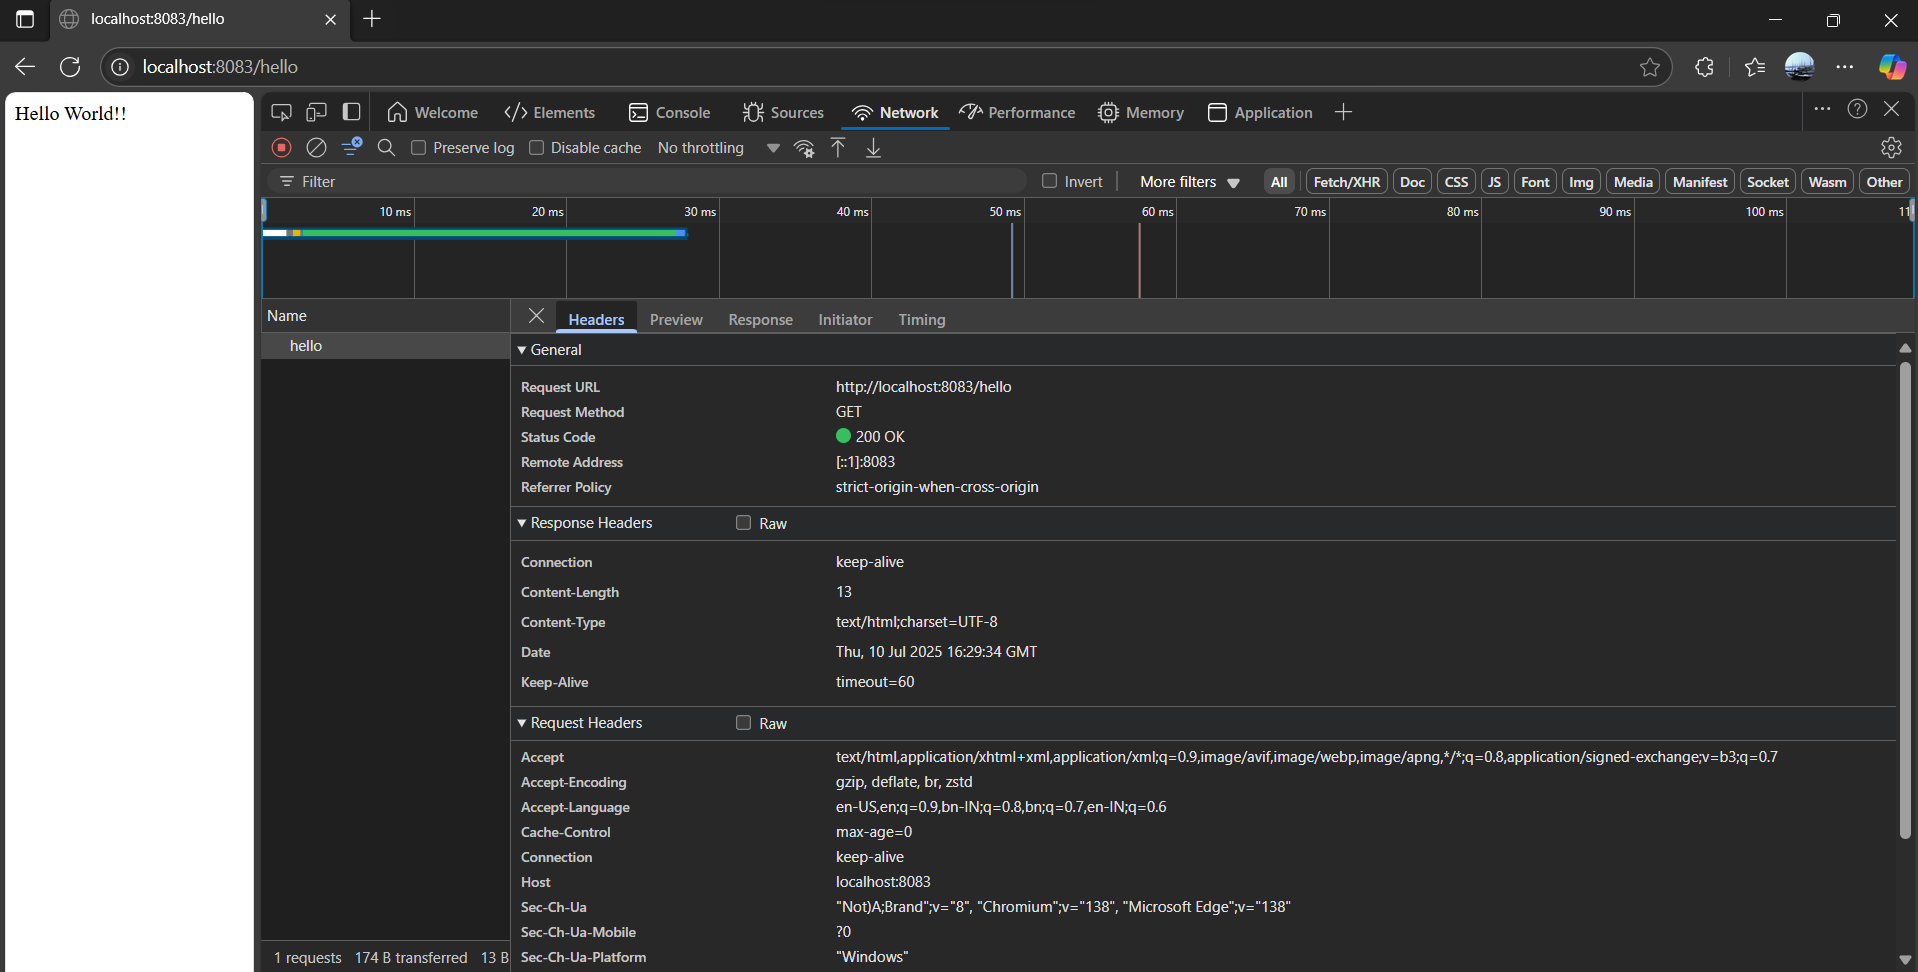 localhost:8083/hello
localhost:8083/hello
Hello World!!
Welcome Elements Console Sources Network Performance Memory Application
Preserve log Disable cache No throttling
Filter Invert More filters All Fetch/XHR Doc CSS JS Font Img Media Manifest Socket Wasm Other
10 ms 20 ms 30 ms 40 ms 50 ms 60 ms 70 ms 80 ms 90 ms 100 ms
Name
hello
Headers Preview Response Initiator Timing
General
Request URL http://localhost:8083/hello
Request Method GET
Status Code 200 OK
Remote Address [::1]:8083
Referrer Policy strict-origin-when-cross-origin
Response Headers Raw
Connection keep-alive
Content-Length 13
Content-Type text/html;charset=UTF-8
Date Thu, 10 Jul 2025 16:29:34 GMT
Keep-Alive timeout=60
Request Headers Raw
Accept text/html,application/xhtml+xml,application/xml;q=0.9,image/avif,image/webp,image/apng,*/*;q=0.8,application/signed-exchange;v=b3;q=0.7
Accept-Encoding gzip, deflate, br, zstd
Accept-Language en-US,en;q=0.9,bn-IN;q=0.8,bn;q=0.7,en-IN;q=0.6
Cache-Control max-age=0
Connection keep-alive
Host localhost:8083
Sec-Ch-Ua "Not)A;Brand";v="8", "Chromium";v="138", "Microsoft Edge";v="138"
Sec-Ch-Ua-Mobile ?0
Sec-Ch-Ua-Platform "Windows"
1 requests 174 B transferred 13 B